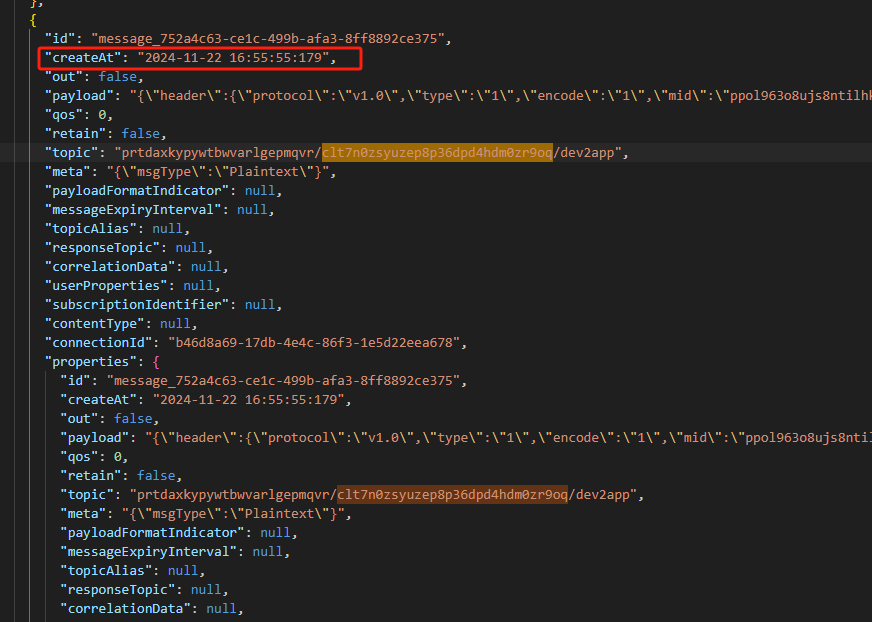 },
{
"id": "message_752a4c63-ce1c-499b-afa3-8ff8892ce375",
"createAt": "2024-11-22 16:55:55:179",
"out": false,
"payload": "{\"header\":{\"protocol\":\"v1.0\",\"type\":\"1\",\"encode\":\"1\",\"mid\":\"ppol963o8ujs8ntilhk
"qos": 0,
"retain": false,
"topic": "prtdaxkypywtbwvarlgepmqvr/clt7n0zsyuzep8p36dpd4hdm0zr9oq/dev2app",
"meta": "{\"msgType\":\"Plaintext\"}",
"payloadFormatIndicator": null,
"messageExpiryInterval": null,
"topicAlias": null,
"responseTopic": null,
"correlationData": null,
"userProperties": null,
"subscriptionIdentifier": null,
"contentType": null,
"connectionId": "b46d8a69-17db-4e4c-86f3-1e5d22eea678",
"properties": {
"id": "message_752a4c63-ce1c-499b-afa3-8ff8892ce375",
"createAt": "2024-11-22 16:55:55:179",
"out": false,
"payload": "{\"header\":{\"protocol\":\"v1.0\",\"type\":\"1\",\"encode\":\"1\",\"mid\":\"ppol963o8ujs8ntil
"qos": 0,
"retain": false,
"topic": "prtdaxkypywtbwvarlgepmqvr/clt7n0zsyuzep8p36dpd4hdm0zr9oq/dev2app",
"meta": "{\"msgType\":\"Plaintext\"}",
"payloadFormatIndicator": null,
"messageExpiryInterval": null,
"topicAlias": null,
"responseTopic": null,
"correlationData": null,